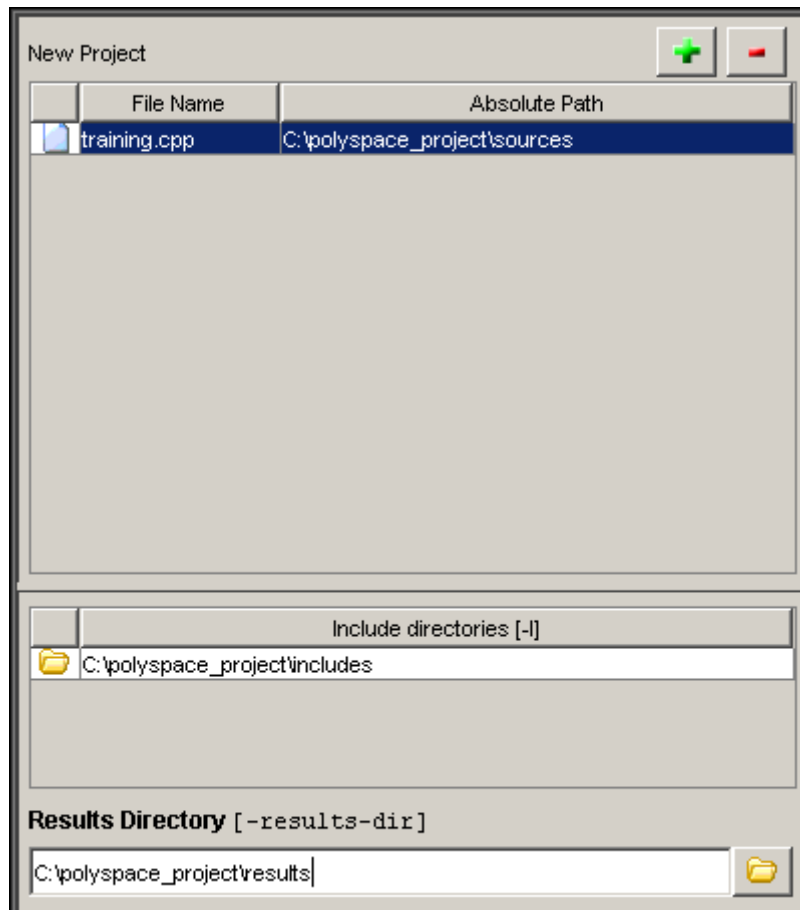 New Project
File Name Absolute Path
training.cpp C:\polyspace_project\sources
Include directories [-I]
C:\polyspace_project\includes
Results Directory [-results-dir]
C:\polyspace_project\results